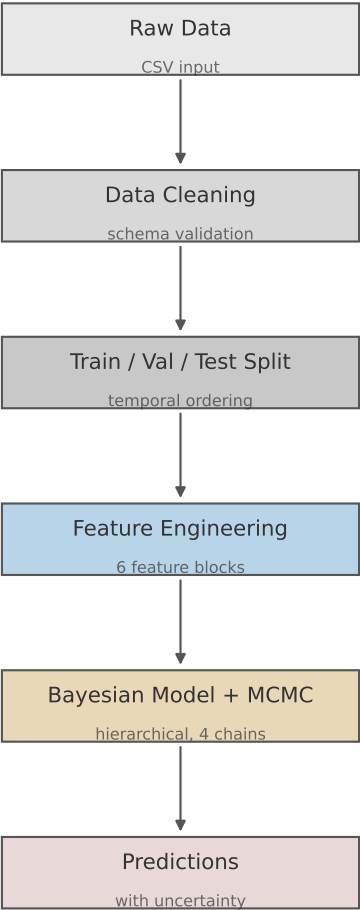 Raw Data
CSV input
Data Cleaning
schema validation
Train / Val / Test Split
temporal ordering
Feature Engineering
6 feature blocks
Bayesian Model + MCMC
hierarchical, 4 chains
Predictions
with uncertainty